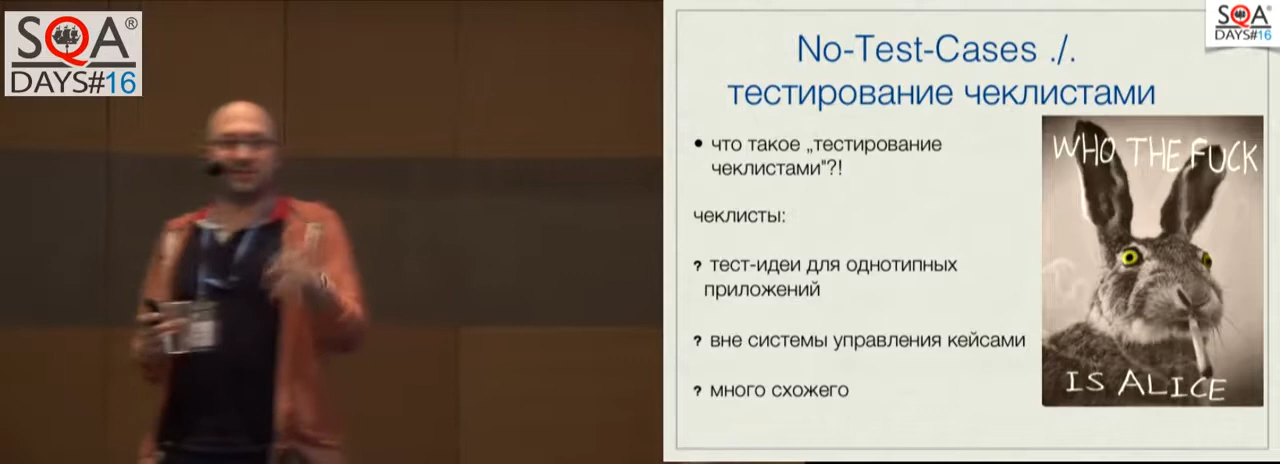 SQA®
DAYS#16
SQA®
DAYS#16
No-Test-Cases ./.
тестирование чеклистами
• что такое „тестирование
чеклистами"?!
чеклисты:
? тест-идеи для однотипных
приложений
? вне системы управления кейсами
? много схожего
WHO THE FUCK
IS ALICE